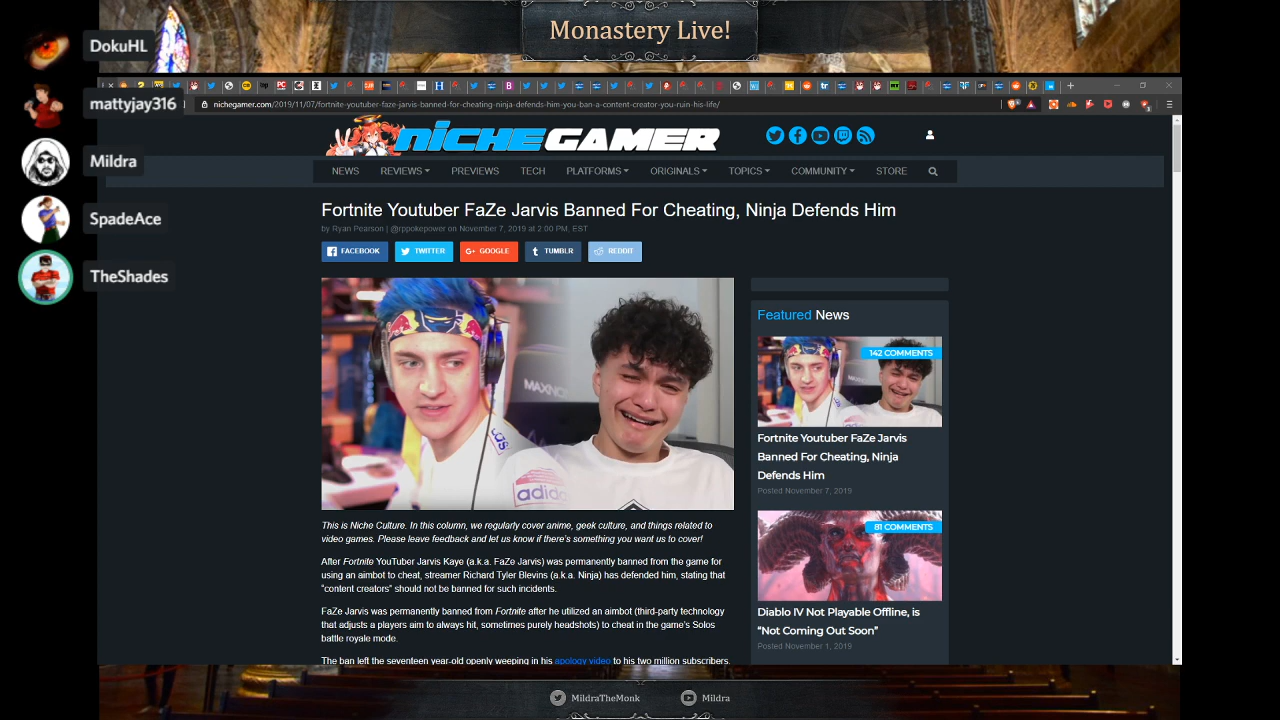 Monastery Live!
DokuHL
mattyjay316
Mildra
SpadeAce
TheShades
nichegamer.com/2019/11/07/fortnite-youtuber-faze-jarvis-banned-for-cheating-ninja-defends-him-you-ban-a-content-creator-you-ruin-his-life/
NICHEGAMER
NEWS REVIEWS PREVIEWS TECH PLATFORMS ORIGINALS TOPICS COMMUNITY STORE
Fortnite Youtuber FaZe Jarvis Banned For Cheating, Ninja Defends Him
by Ryan Pearson | @rppokepower on November 7, 2019 at 2:00 PM, EST
FACEBOOK TWITTER G+ GOOGLE TUMBLR REDDIT
MAXNO
adidas
This is Niche Culture. In this column, we regularly cover anime, geek culture, and things related to
video games. Please leave feedback and let us know if there's something you want us to cover!
After Fortnite YouTuber Jarvis Kaye (a.k.a. FaZe Jarvis) was permanently banned from the game for
using an aimbot to cheat, streamer Richard Tyler Blevins (a.k.a. Ninja) has defended him, stating that
“content creators” should not be banned for such incidents.
FaZe Jarvis was permanently banned from Fortnite after he utilized an aimbot (third-party technology
that adjusts a players aim to always hit, sometimes purely headshots) to cheat in the game's Solos
battle royale mode.
The ban left the seventeen year-old openly weeping in his apology video to his two million subscribers.
Featured News
142 COMMENTS
Fortnite Youtuber FaZe Jarvis
Banned For Cheating, Ninja
Defends Him
Posted November 7, 2019
81 COMMENTS
Diablo IV Not Playable Offline, is
“Not Coming Out Soon”
Posted November 1, 2019
MildraTheMonk
Mildra